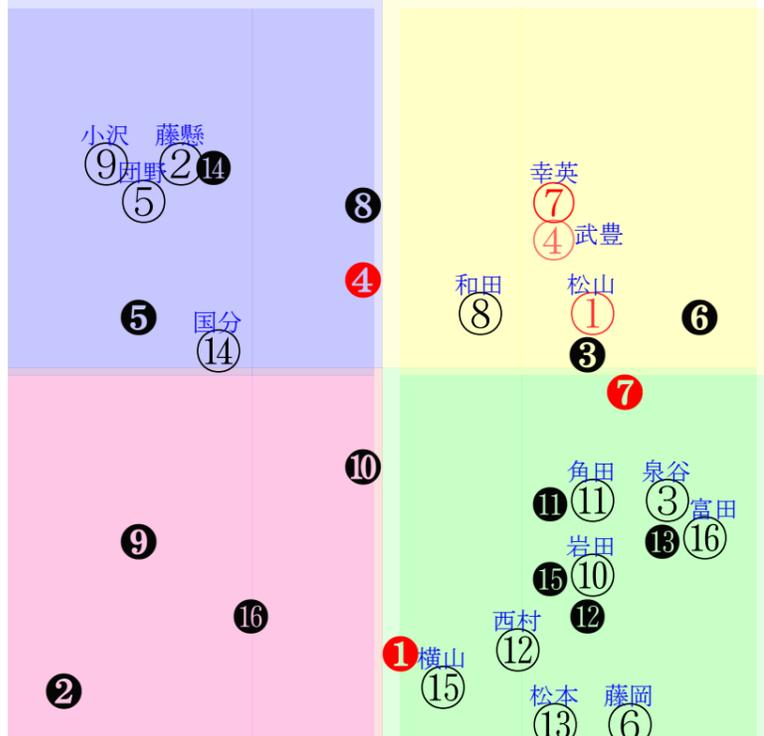 小沢 藤懸
⑨ 団野 ② ⓮
⑤
❽
幸英
⑦
④ 武豊
❹
和田 松山
❺ 国分 ⑧ ① ❻
⑭
❸
❼
❿
角田 泉谷
⓫ ⑪ ③ 富田
❾ 岩田 ⓭ ⑯
⓯ ⑩
⓰ ⓬
西村
❶ 横山 ⑫
❷ ⑮
松本 藤岡
⑬ ⑥